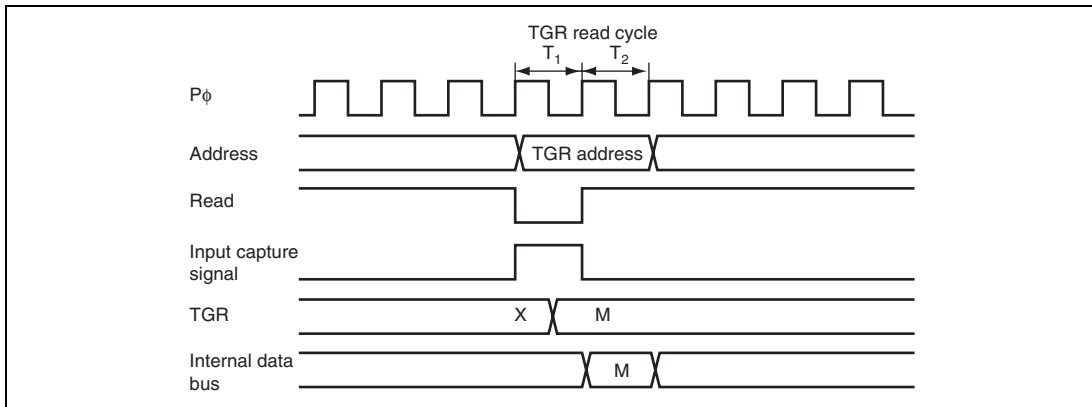 TGR read cycle
T1 T2
Pϕ
Address
TGR address
Read
Input capture
signal
TGR
X
M
Internal data
bus
M